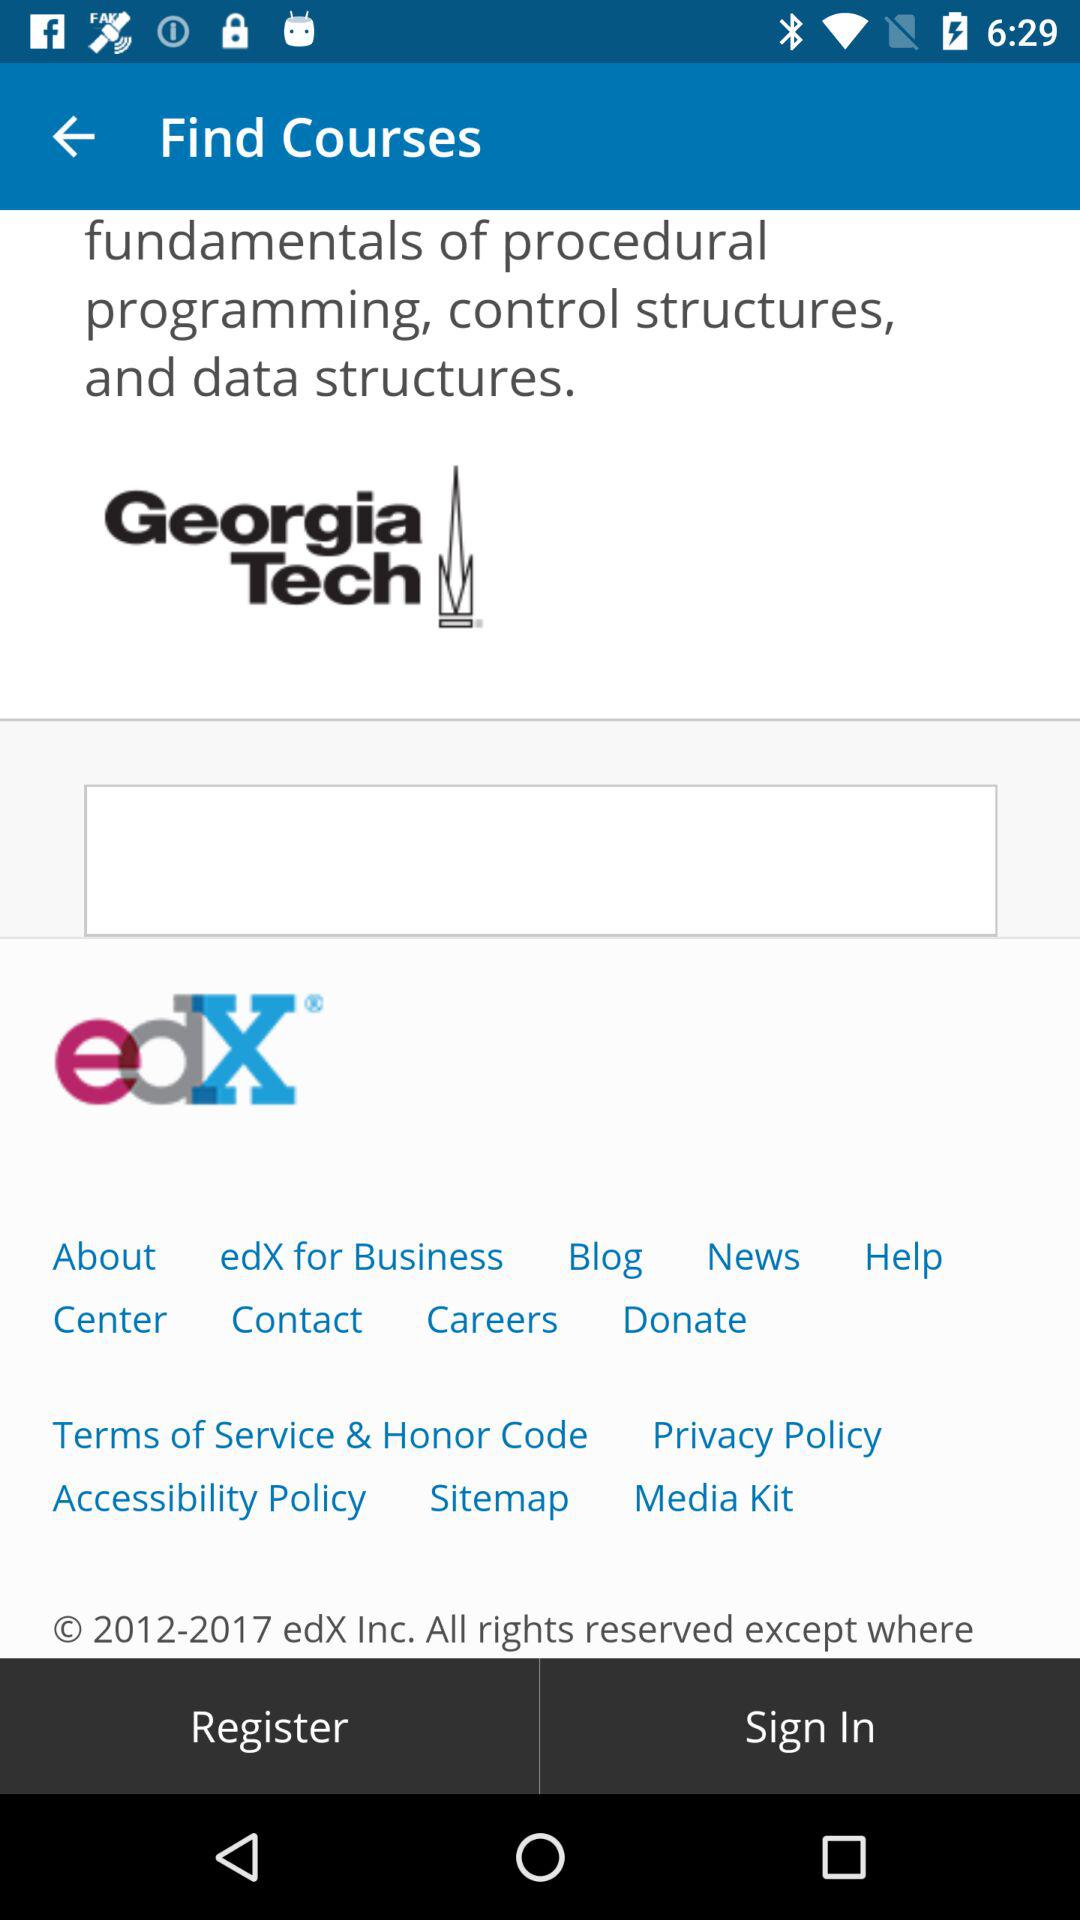 FAKE
6:29
Find Courses
fundamentals of procedural
programming, control structures,
and data structures.
Georgia
Tech
edX ®
About edX for Business Blog News Help
Center Contact Careers Donate
Terms of Service & Honor Code Privacy Policy
Accessibility Policy Sitemap Media Kit
© 2012-2017 edX Inc. All rights reserved except where
Register Sign In